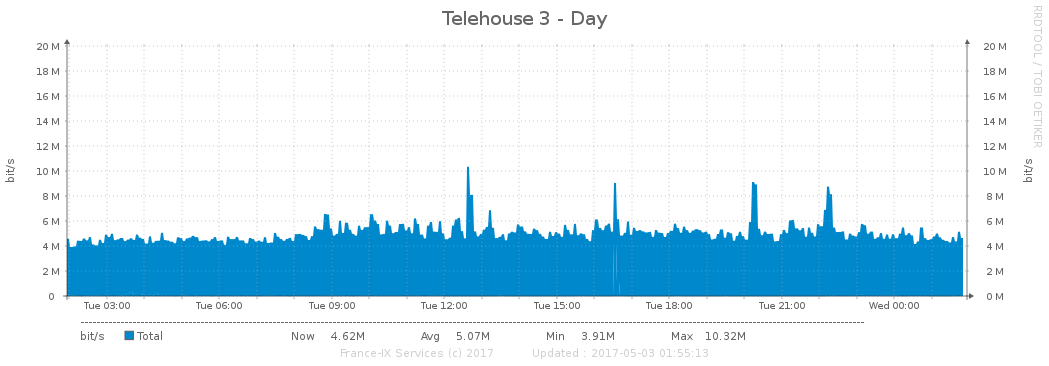 Telehouse 3 - Day
RRDTOOL / TOBI OETIKER
bit/s
20 M 20 M
18 M 18 M
16 M 16 M
14 M 14 M
12 M 12 M
10 M 10 M
8 M 8 M
6 M 6 M
4 M 4 M
2 M 2 M
0 0 M
bit/s
Tue 03:00 Tue 06:00 Tue 09:00 Tue 12:00 Tue 15:00 Tue 18:00 Tue 21:00 Wed 00:00
bit/s Total Now 4.62M Avg 5.07M Min 3.91M Max 10.32M
France-IX Services (c) 2017 Updated : 2017-05-03 01:55:13